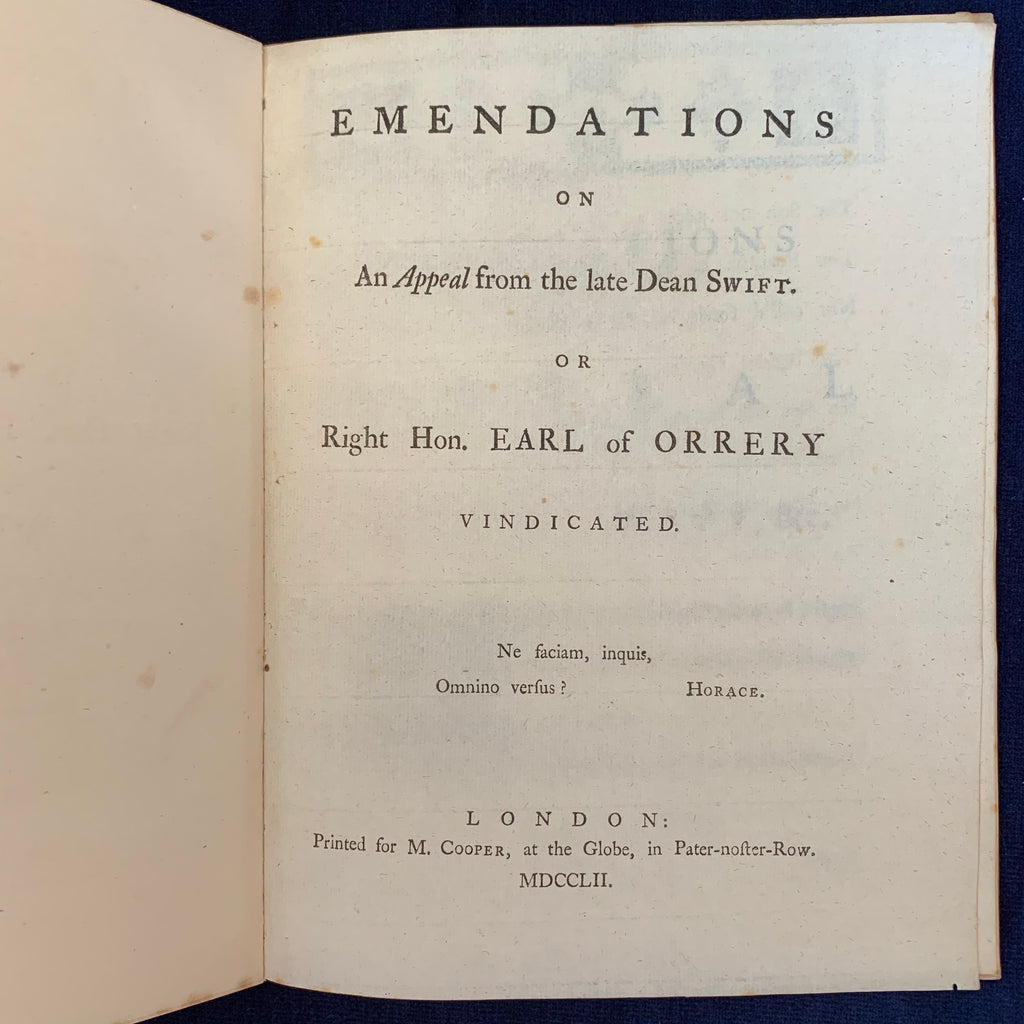 EMENDATIONS
ON
An Appeal from the late Dean SWIFT.
OR
Right Hon. EARL of ORRERY
VINDICATED.
Ne faciam, inquis,
Omnino verſus ? HORACE.
LONDON:
Printed for M. COOPER, at the Globe, in Pater-noſter-Row.
MDCCLII.